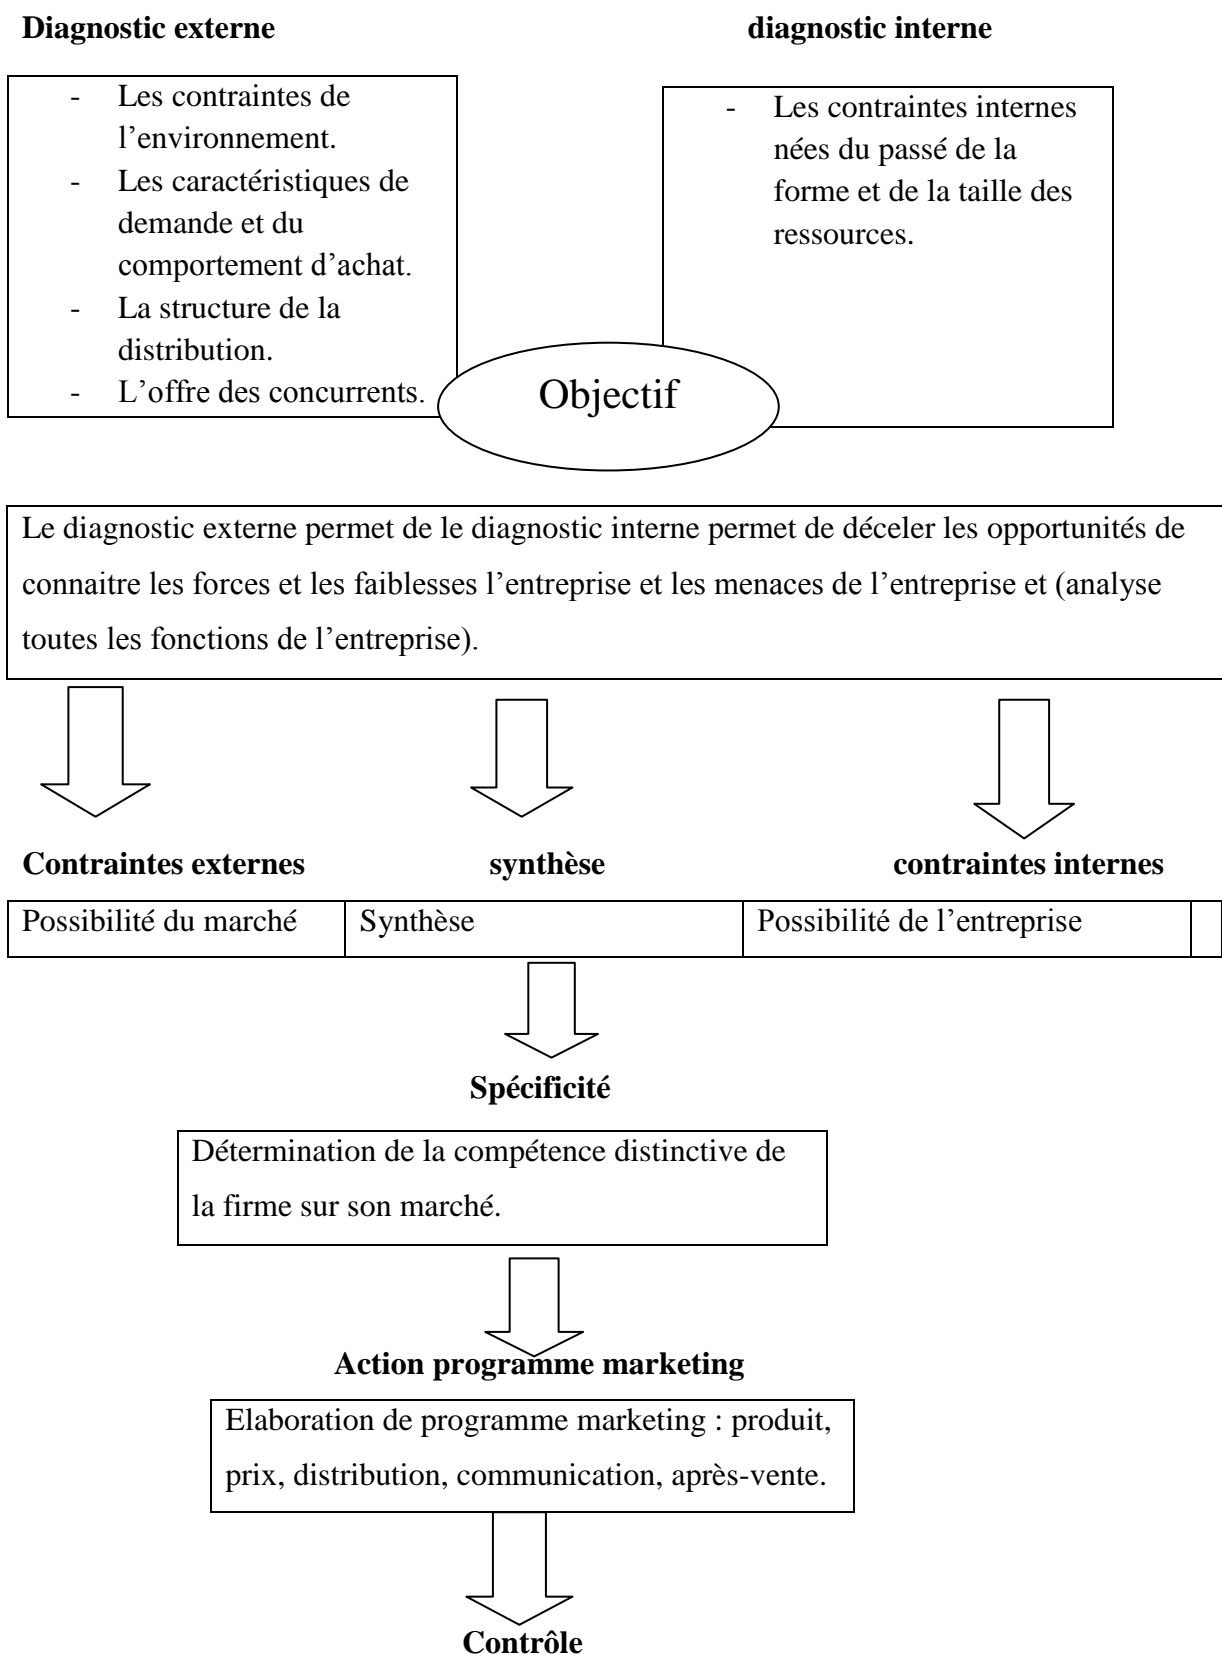 Diagnostic externe diagnostic interne
- Les contraintes de
l’environnement.
- Les caractéristiques de
demande et du
comportement d’achat.
- La structure de la
distribution.
- L’offre des concurrents.
- Les contraintes internes
nées du passé de la
forme et de la taille des
ressources.
Objectif
Le diagnostic externe permet de le diagnostic interne permet de déceler les opportunités de
connaitre les forces et les faiblesses l’entreprise et les menaces de l’entreprise et (analyse
toutes les fonctions de l’entreprise).
Contraintes externes synthèse contraintes internes
Possibilité du marché Synthèse Possibilité de l’entreprise
Spécificité
Détermination de la compétence distinctive de
la firme sur son marché.
Action programme marketing
Elaboration de programme marketing : produit,
prix, distribution, communication, après-vente.
Contrôle